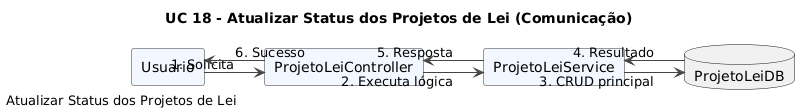 UC 18 - Atualizar Status dos Projetos de Lei (Comunicação)
6. Sucesso
5. Resposta
4. Resultado
Usuário
1. Solicita
ProjetoLeiController
ProjetoLeiService
ProjetoLeiDB
2. Executa lógica
3. CRUD principal
Atualizar Status dos Projetos de Lei